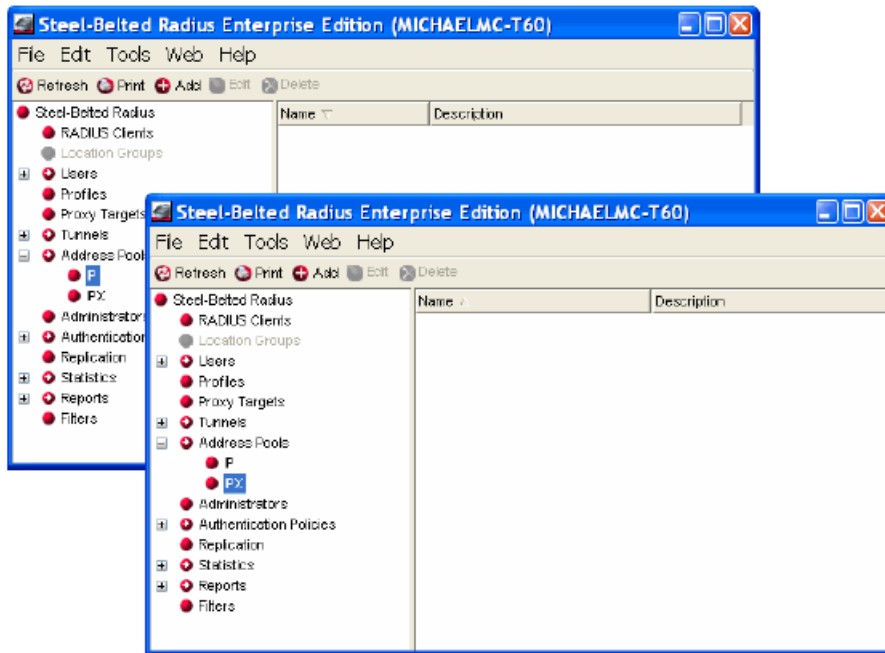 Steel-Belted Radius Enterprise Edition (MICHAELMC-T60)
File Edit Tools Web Help
Refresh Print Add Edit Delete
Steel-Belted Radius
RADIUS Clients
Location Groups
Users
Profiles
Proxy Targets
Tunnels
Address Pools
IP
IPX
Administrators
Authentication
Replication
Statistics
Reports
Filters
Name Description
Steel-Belted Radius Enterprise Edition (MICHAELMC-T60)
File Edit Tools Web Help
Refresh Print Add Edit Delete
Steel-Belted Radius
RADIUS Clients
Location Groups
Users
Profiles
Proxy Targets
Tunnels
Address Pools
IP
IPX
Administrators
Authentication Policies
Replication
Statistics
Reports
Filters
Name Description